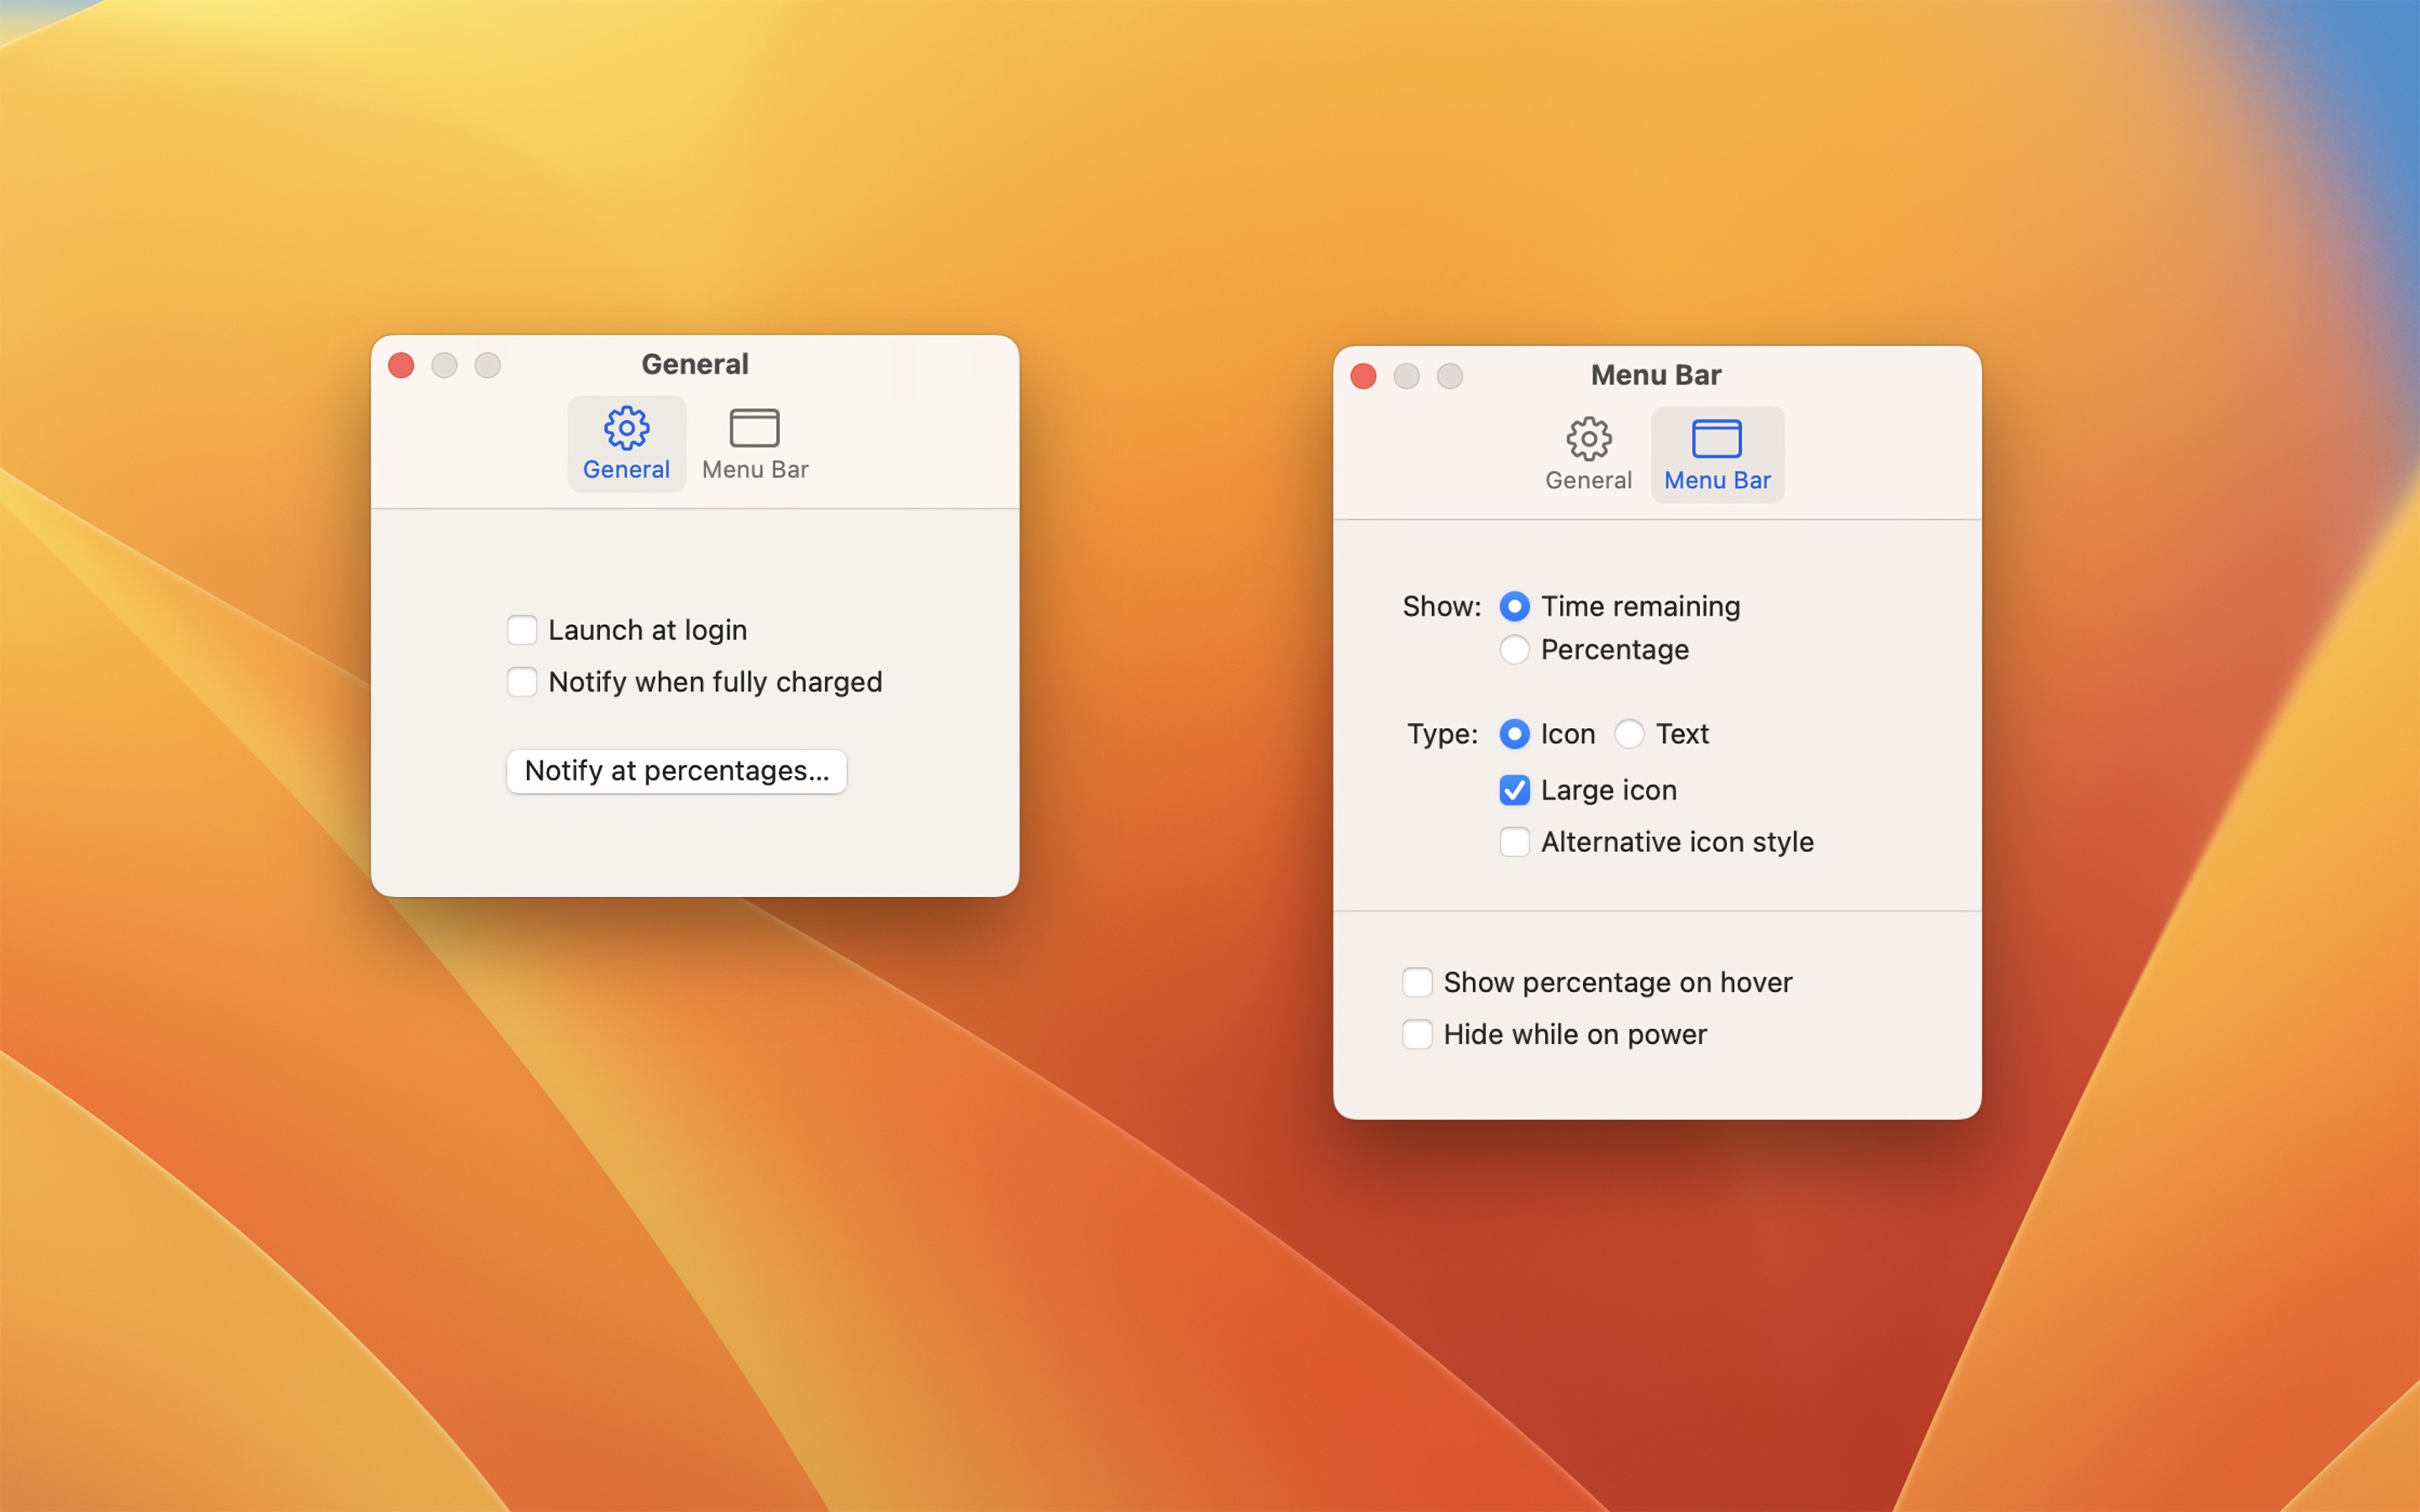 General
General Menu Bar
Launch at login
Notify when fully charged
Notify at percentages...
Menu Bar
General Menu Bar
Show: Time remaining
Percentage
Type: Icon Text
Large icon
Alternative icon style
Show percentage on hover
Hide while on power